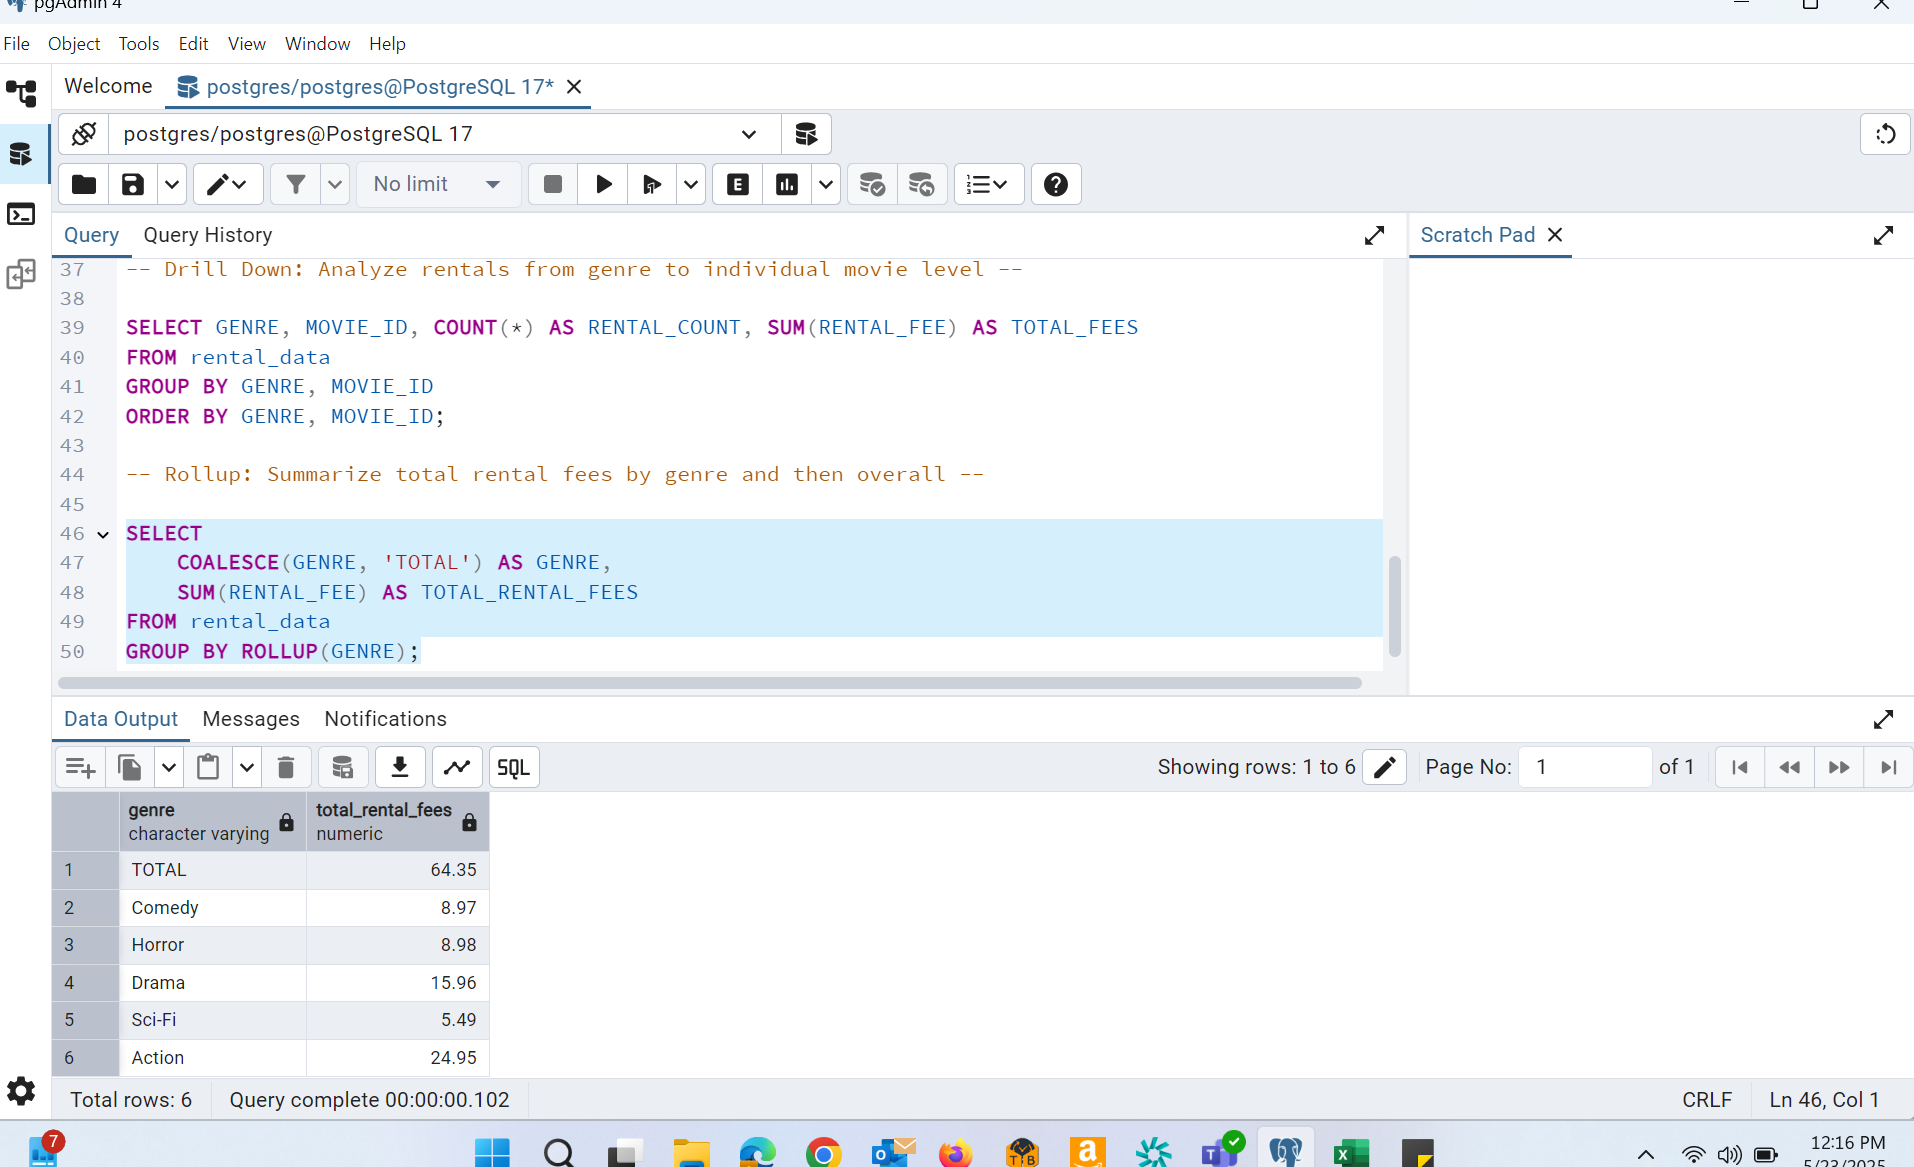 pgAdmin 4
File Object Tools Edit View Window Help
Welcome postgres/postgres@PostgreSQL 17*
postgres/postgres@PostgreSQL 17
No limit
E
Query Query History
Scratch Pad
37 -- Drill Down: Analyze rentals from genre to individual movie level --
38
39 SELECT GENRE, MOVIE_ID, COUNT(*) AS RENTAL_COUNT, SUM(RENTAL_FEE) AS TOTAL_FEES
40 FROM rental_data
41 GROUP BY GENRE, MOVIE_ID
42 ORDER BY GENRE, MOVIE_ID;
43
44 -- Rollup: Summarize total rental fees by genre and then overall --
45
46 SELECT
47 COALESCE(GENRE, 'TOTAL') AS GENRE,
48 SUM(RENTAL_FEE) AS TOTAL_RENTAL_FEES
49 FROM rental_data
50 GROUP BY ROLLUP(GENRE);
Data Output Messages Notifications
SQL Showing rows: 1 to 6 Page No: 1 of 1
genre total_rental_fees
character varying numeric
1 TOTAL 64.35
2 Comedy 8.97
3 Horror 8.98
4 Drama 15.96
5 Sci-Fi 5.49
6 Action 24.95
Total rows: 6 Query complete 00:00:00.102 CRLF Ln 46, Col 1
7
12:16 PM
5/23/2025